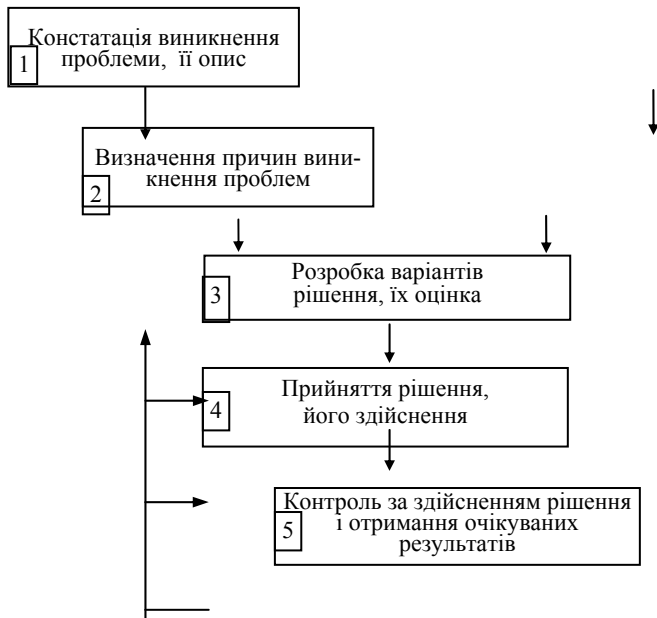 Констатація виникнення
проблеми, її опис
1
Визначення причин вини-
кнення проблем
2
Розробка варіантів
рішення, їх оцінка
3
Прийняття рішення,
його здійснення
4
Контроль за здійсненням рішення
і отримання очікуваних
результатів
5